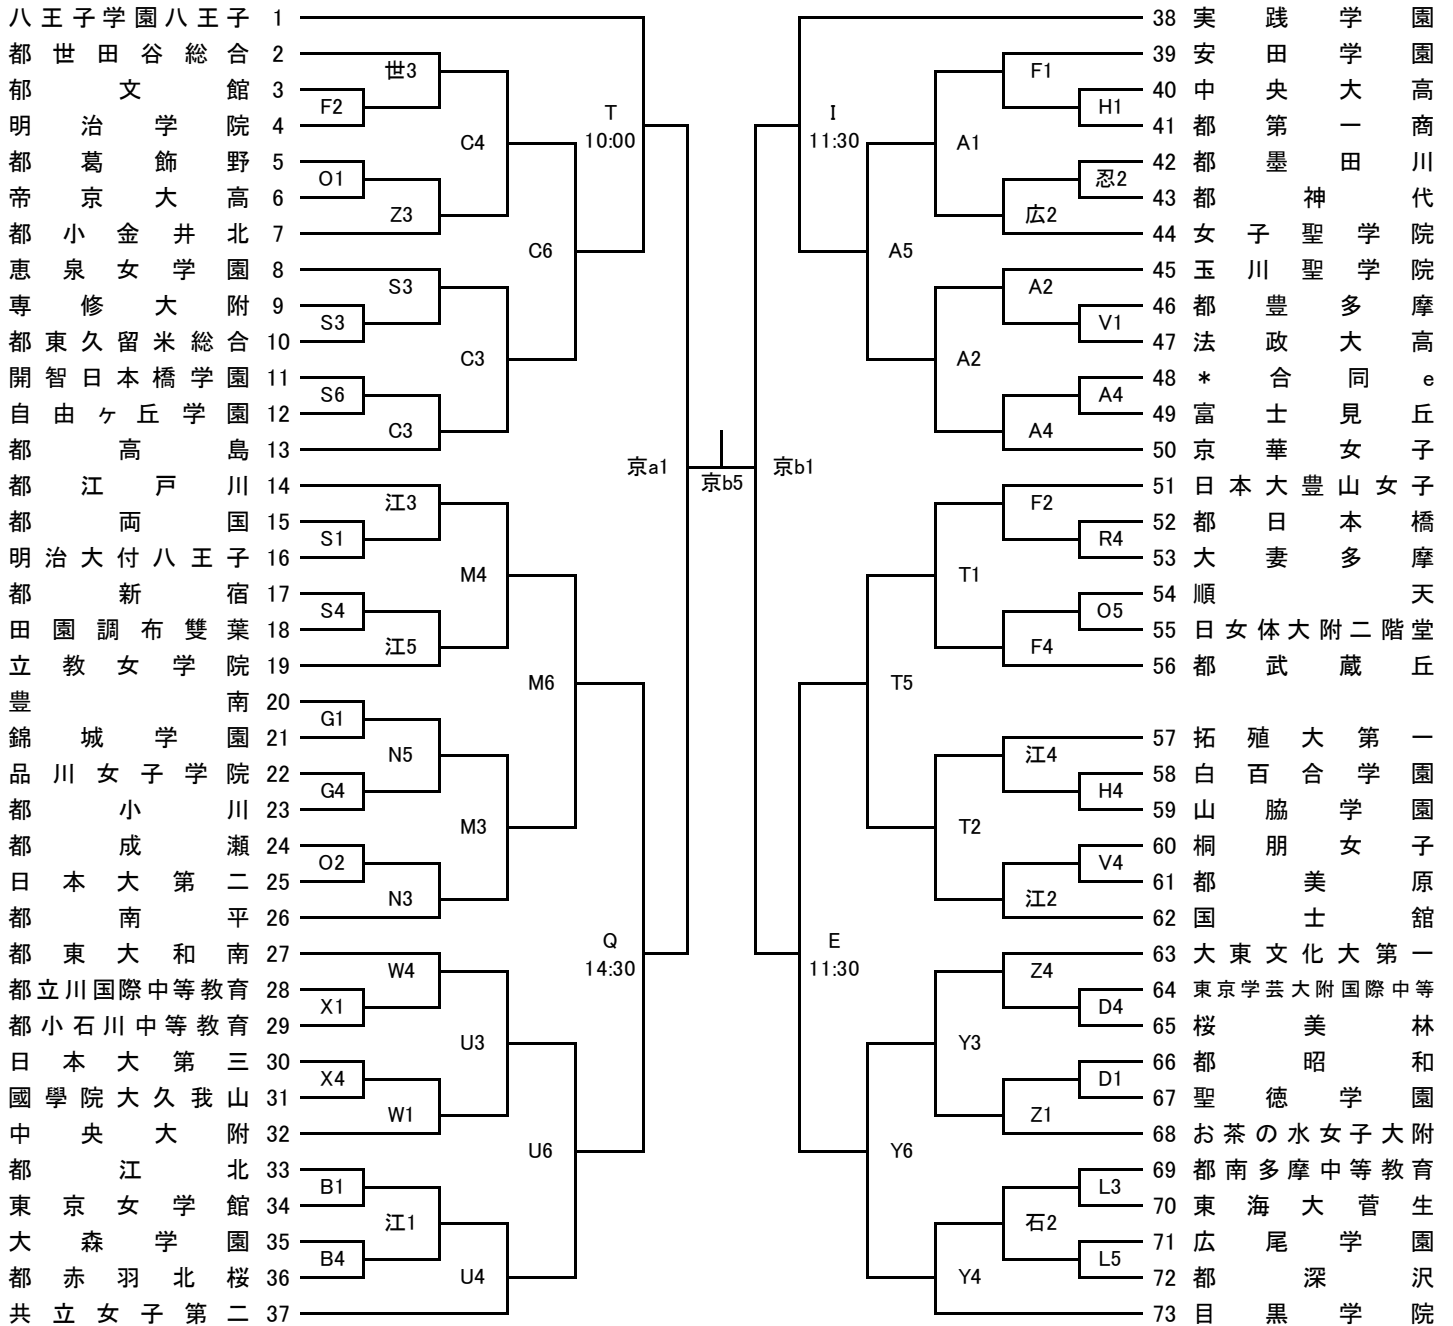 八王子学園八王子 1
都世田谷総合 2
郁文館 3
明治学院 4
都葛飾野 5
帝京大高 6
都小金井北 7
恵泉女学園 8
専修大附 9
都東久留米総合 10
開智日本橋学園 11
自由ヶ丘学園 12
都高島 13
都江戸川 14
都両国 15
明治大付八王子 16
都新宿 17
田園調布雙葉 18
立教女学院 19
豊南 20
錦城学園 21
品川女子学院 22
都小川 23
都成瀬 24
日本大第二 25
都南平 26
都東大和南 27
都立川国際中等教育 28
都小石川中等教育 29
日本大第三 30
國學院大久我山 31
中央大附 32
都江北 33
東京女学館 34
大森学園 35
都赤羽北桜 36
共立女子第二 37
F2
O1
S3
S6
S1
S4
G1
G4
O2
X1
X4
B1
B4
世3
Z3
S3
C3
江3
江5
N5
N3
W4
W1
江1
C4
C3
M4
M3
U3
U4
C6
M6
U6
T
10:00
Q
14:30
京a1
京b5
京b1
I
11:30
E
11:30
A5
T5
Y6
A1
A2
T1
T2
Y3
Y4
F1
広2
A2
A4
F2
F4
江4
江2
Z4
Z1
石2
H1
忍2
V1
A4
R4
O5
H4
V4
D4
D1
L3
L5
38 実践学園
39 安田学園
40 中央大高
41 都第一商
42 都墨田川
43 都神代
44 女子聖学院
45 玉川聖学院
46 都豊多摩
47 法政大高
48 *合同e
49 富士見丘
50 京華女子
51 日本大豊山女子
52 都日本橋
53 大妻多摩
54 順天
55 日女体大附二階堂
56 都武蔵丘
57 拓殖大第一
58 白百合学園
59 山脇学園
60 桐朋女子
61 都美原
62 国士舘
63 大東文化大第一
64 東京学芸大附国際中等
65 桜美林
66 都昭和
67 聖徳学園
68 お茶の水女子大附
69 都南多摩中等教育
70 東海大菅生
71 広尾学園
72 都深沢
73 目黒学院